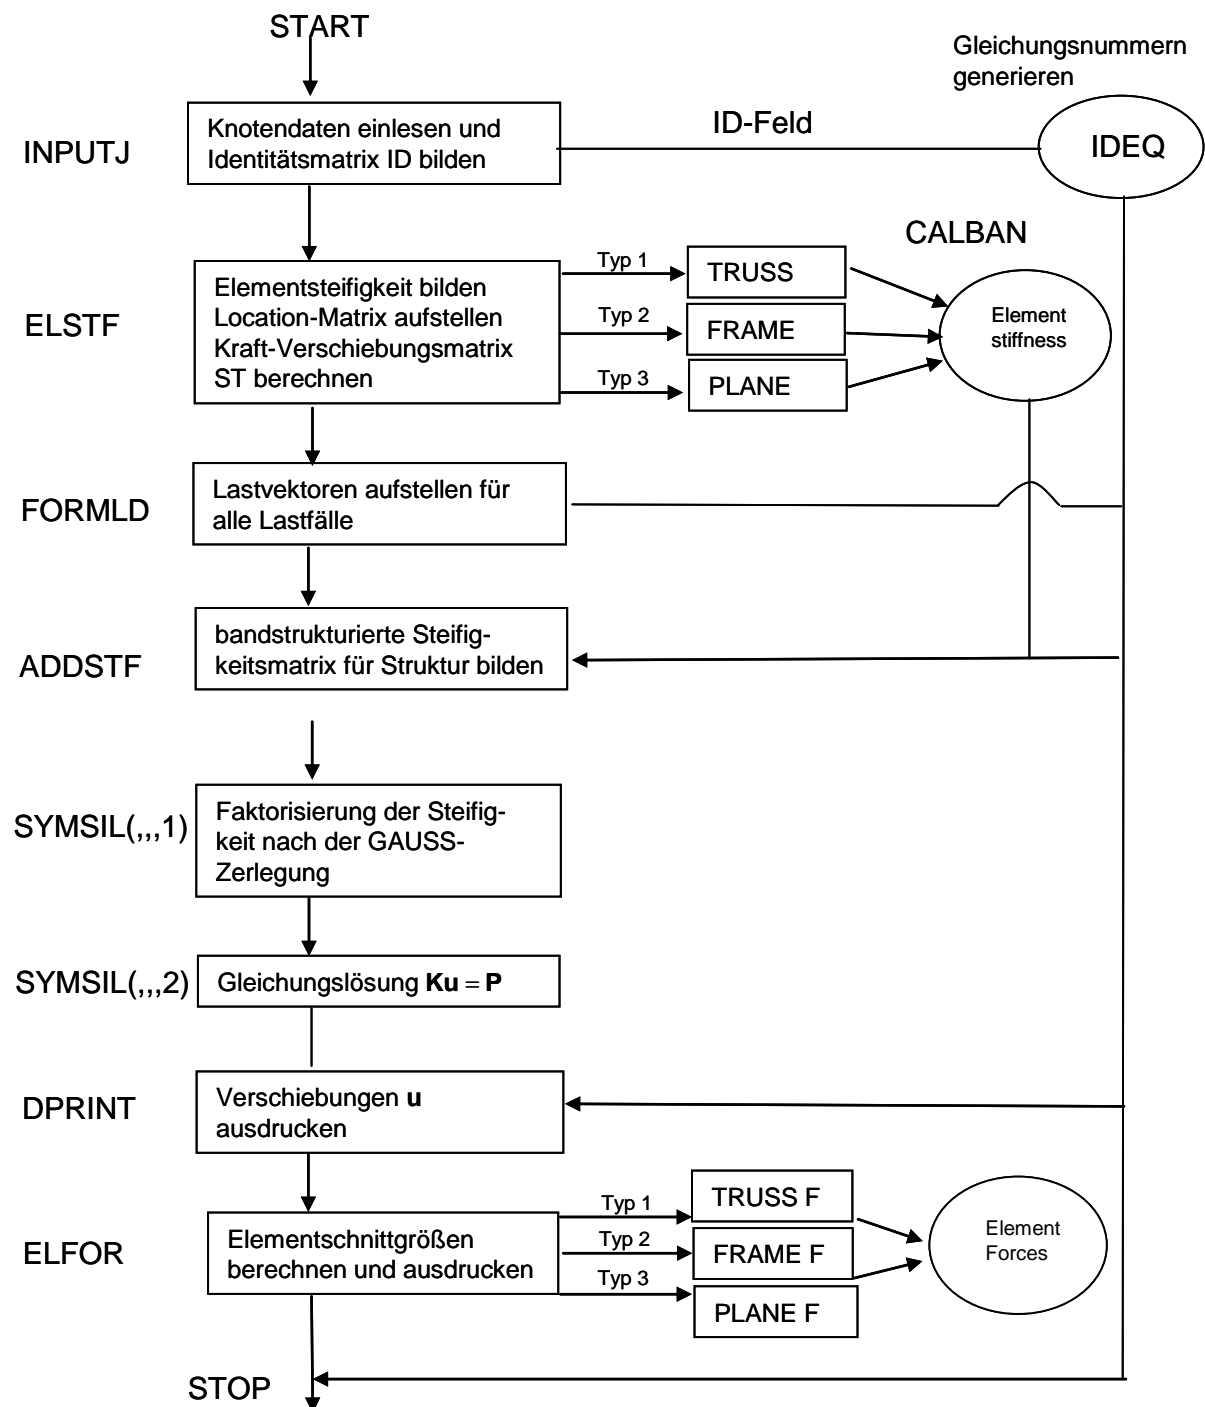 START
Gleichungsnummern
generieren
INPUTJ
Knotendaten einlesen und
Identitätsmatrix ID bilden
ID-Feld
IDEQ
CALBAN
ELSTF
Elementsteifigkeit bilden
Location-Matrix aufstellen
Kraft-Verschiebungsmatrix
ST berechnen
Typ 1
TRUSS
Typ 2
FRAME
Typ 3
PLANE
Element
stiffness
FORMLD
Lastvektoren aufstellen für
alle Lastfälle
ADDSTF
bandstrukturierte Steifig-
keitsmatrix für Struktur bilden
SYMSIL(,,,1)
Faktorisierung der Steifig-
keit nach der GAUSS-
Zerlegung
SYMSIL(,,,2)
Gleichungslösung Ku = P
DPRINT
Verschiebungen u
ausdrucken
ELFOR
Elementschnittgrößen
berechnen und ausdrucken
Typ 1
TRUSS F
Typ 2
FRAME F
Typ 3
PLANE F
Element
Forces
STOP